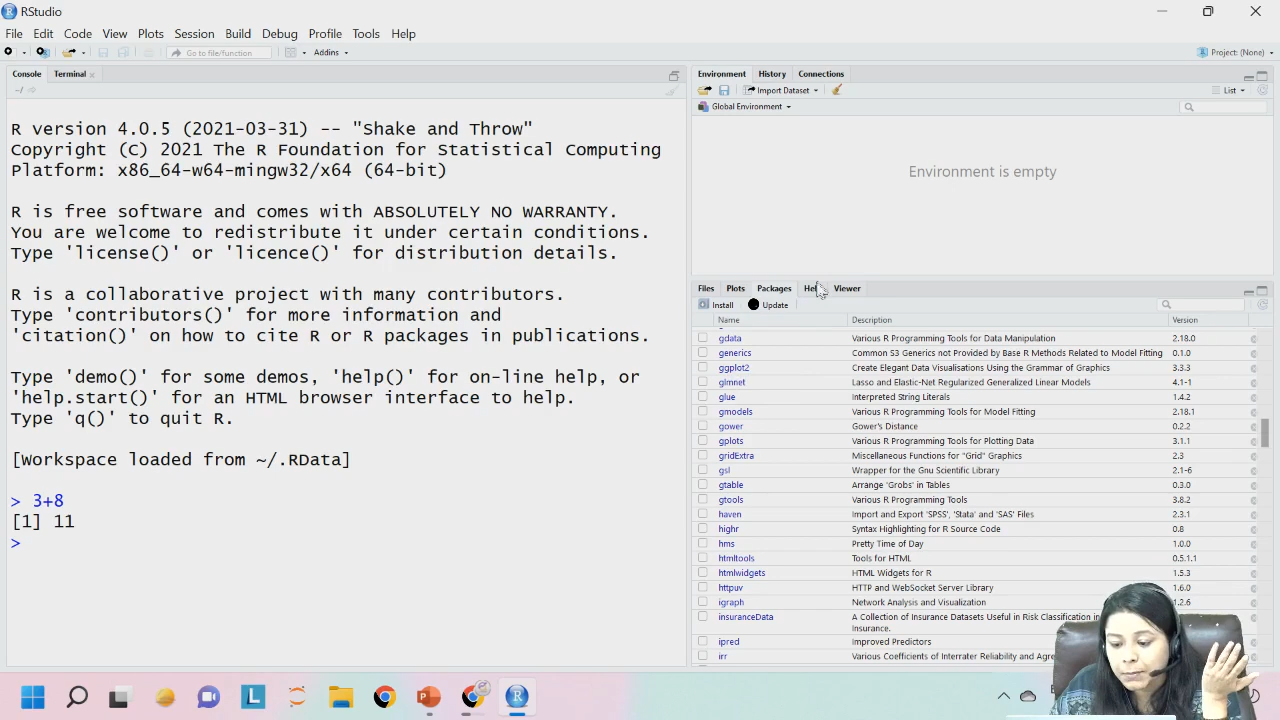 RStudio
File Edit Code View Plots Session Build Debug Profile Tools Help
Go to file/function Addins Project: (None)
Console Terminal
~/
R version 4.0.5 (2021-03-31) -- "Shake and Throw"
Copyright (C) 2021 The R Foundation for Statistical Computing
Platform: x86_64-w64-mingw32/x64 (64-bit)
R is free software and comes with ABSOLUTELY NO WARRANTY.
You are welcome to redistribute it under certain conditions.
Type 'license()' or 'licence()' for distribution details.
R is a collaborative project with many contributors.
Type 'contributors()' for more information and
'citation()' on how to cite R or R packages in publications.
Type 'demo()' for some demos, 'help()' for on-line help, or
'help.start()' for an HTML browser interface to help.
Type 'q()' to quit R.
[Workspace loaded from ~/.RData]
> 3+8
[1] 11
>
Environment History Connections
Import Dataset List
Global Environment
Environment is empty
Files Plots Packages Help Viewer
Install Update
Name Description Version
gdata Various R Programming Tools for Data Manipulation 2.18.0
generics Common S3 Generics not Provided by Base R Methods Related to Model Fitting 0.1.0
ggplot2 Create Elegant Data Visualisations Using the Grammar of Graphics 3.3.3
glmnet Lasso and Elastic-Net Regularized Generalized Linear Models 4.1-1
glue Interpreted String Literals 1.4.2
gmodels Various R Programming Tools for Model Fitting 2.18.1
gower Gower's Distance 0.2.2
gplots Various R Programming Tools for Plotting Data 3.1.1
gridExtra Miscellaneous Functions for "Grid" Graphics 2.3
gsl Wrapper for the Gnu Scientific Library 2.1-6
gtable Arrange 'Grobs' in Tables 0.3.0
gtools Various R Programming Tools 3.8.2
haven Import and Export 'SPSS', 'Stata' and 'SAS' Files 2.3.1
highr Syntax Highlighting for R Source Code 0.8
hms Pretty Time of Day 1.0.0
htmltools Tools for HTML 0.5.1.1
htmlwidgets HTML Widgets for R 1.5.3
httpuv HTTP and WebSocket Server Library 1.6.0
igraph Network Analysis and Visualization 1.2.6
insuranceData A Collection of Insurance Datasets Useful in Risk Classification in
Insurance.
ipred Improved Predictors
irr Various Coefficients of Interrater Reliability and